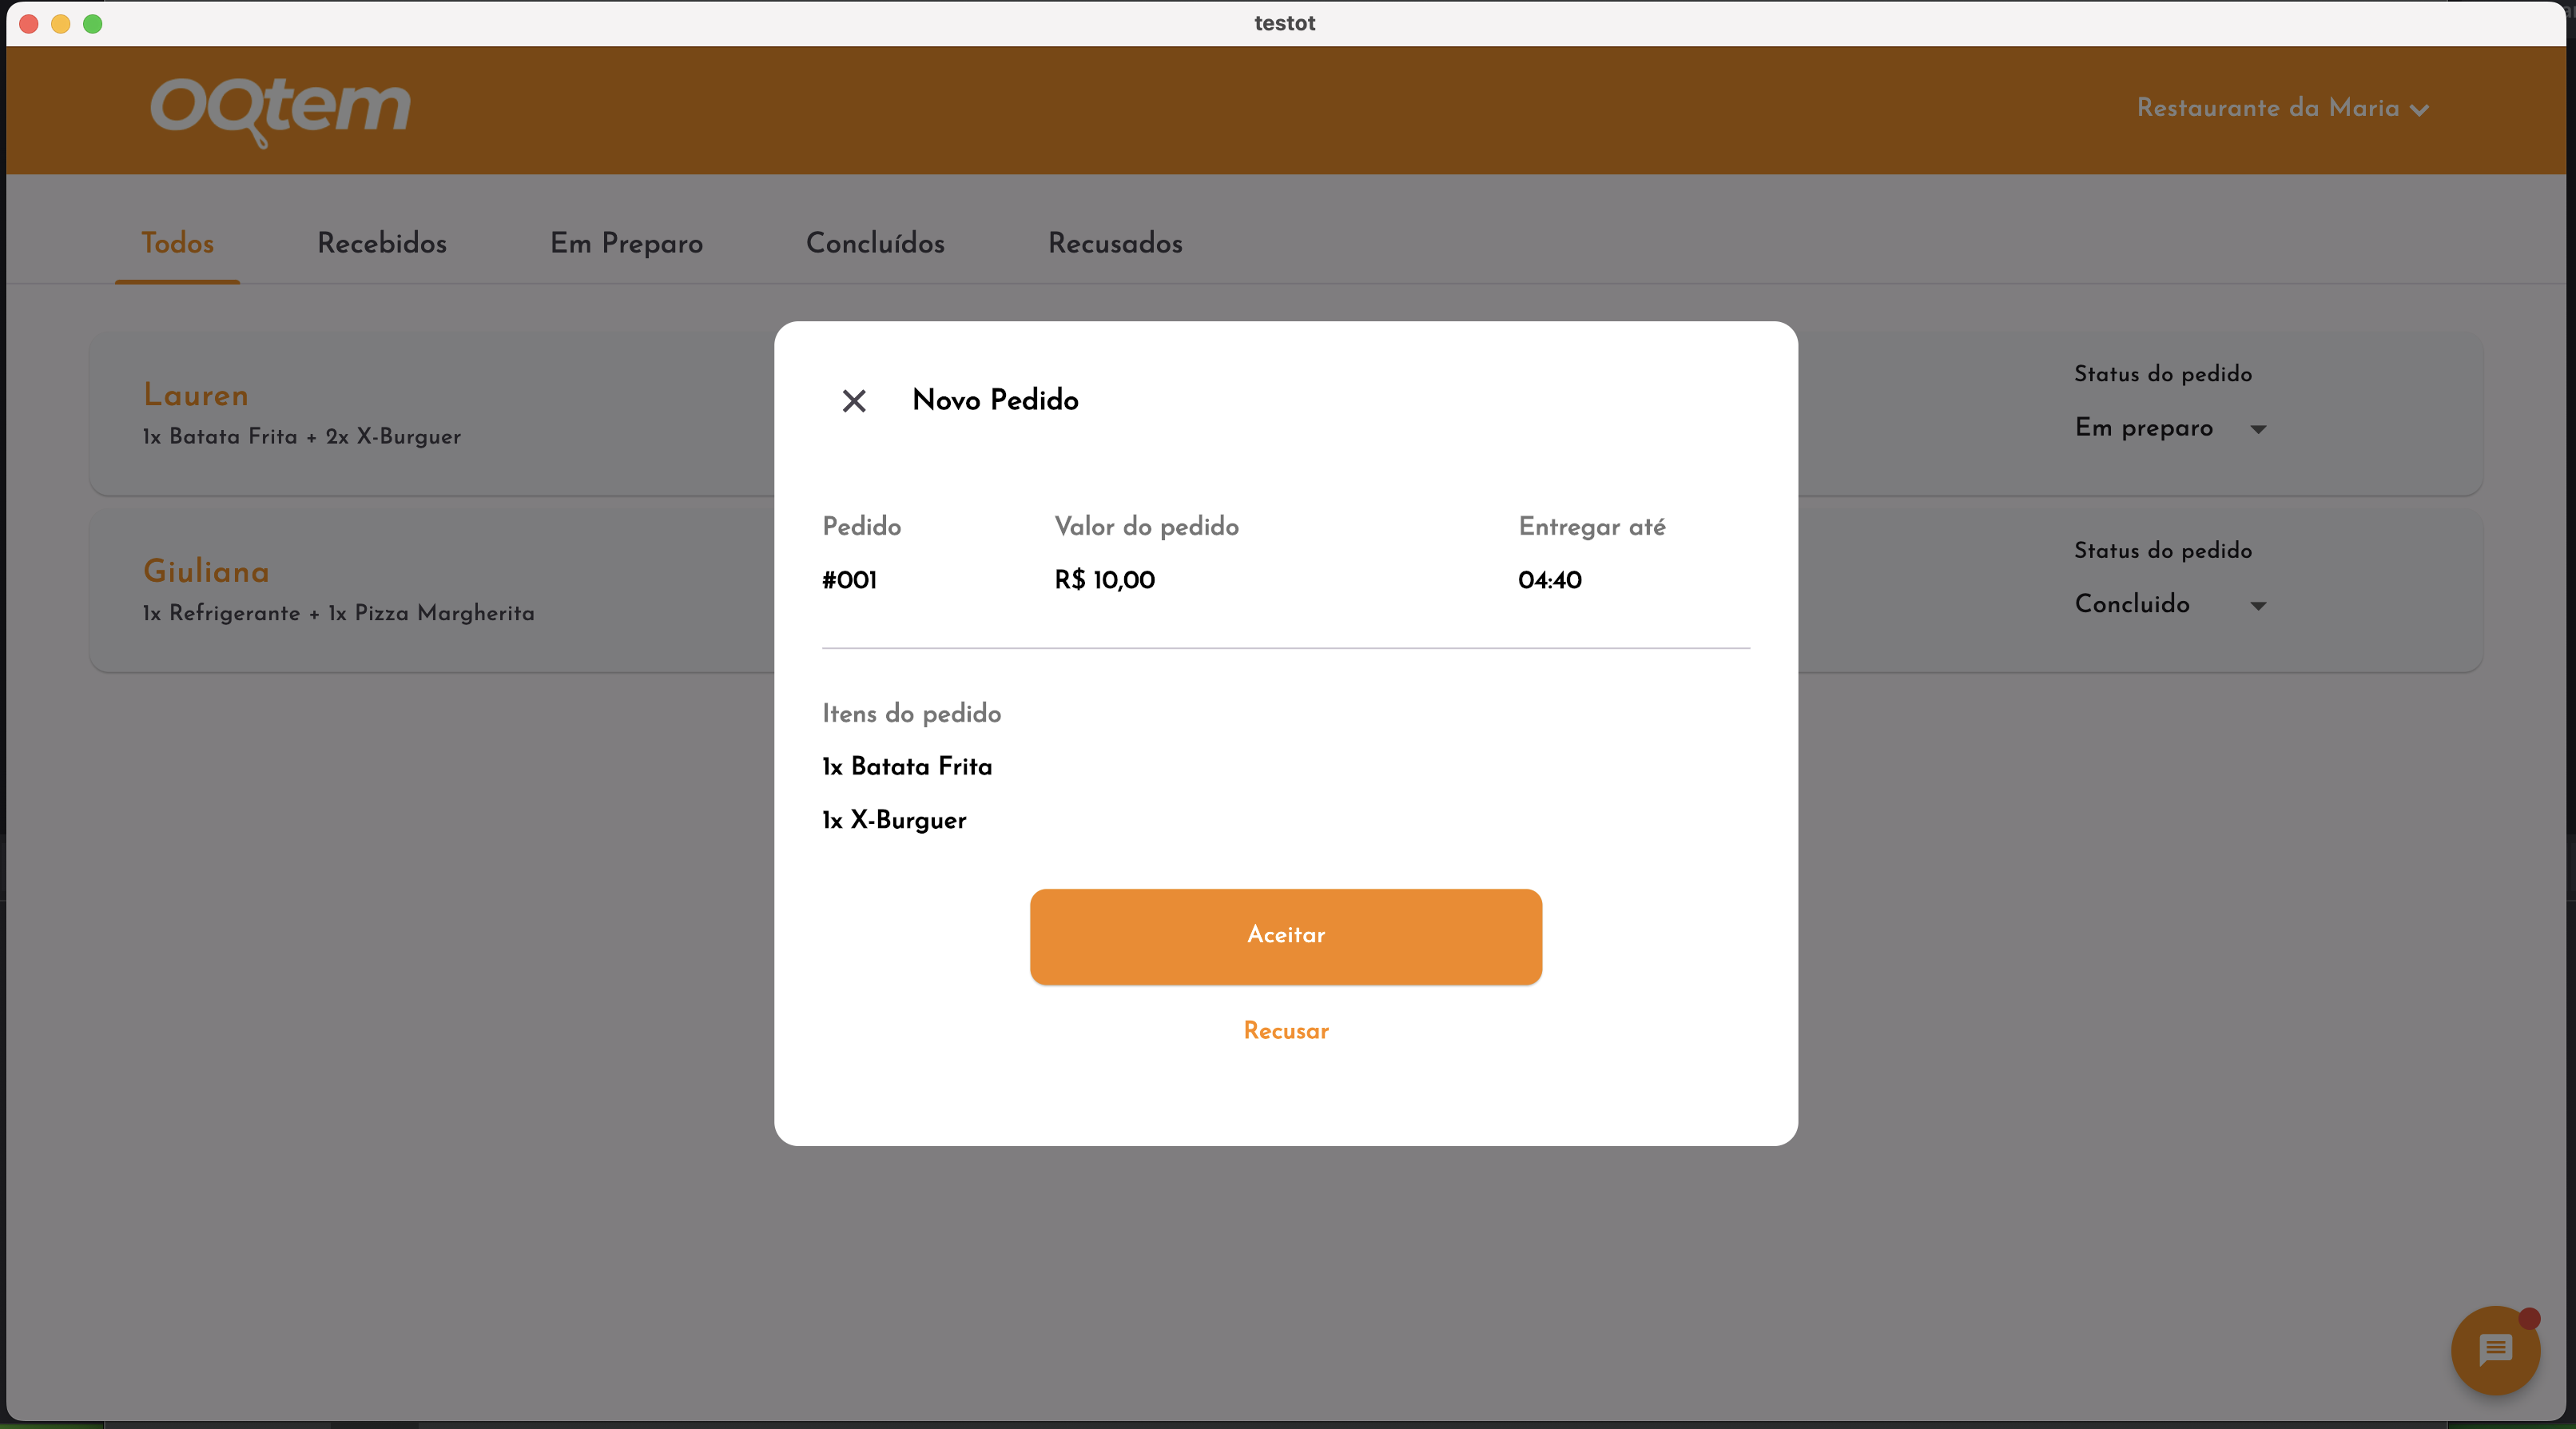 testot
OQtem
Restaurante da Maria
Todos Recebidos Em Preparo Concluídos Recusados
Lauren
1x Batata Frita + 2x X-Burguer
Status do pedido
Em preparo
Giuliana
1x Refrigerante + 1x Pizza Margherita
Status do pedido
Concluido
Novo Pedido
Pedido Valor do pedido Entregar até
#001 R$ 10,00 04:40
Itens do pedido
1x Batata Frita
1x X-Burguer
Aceitar
Recusar